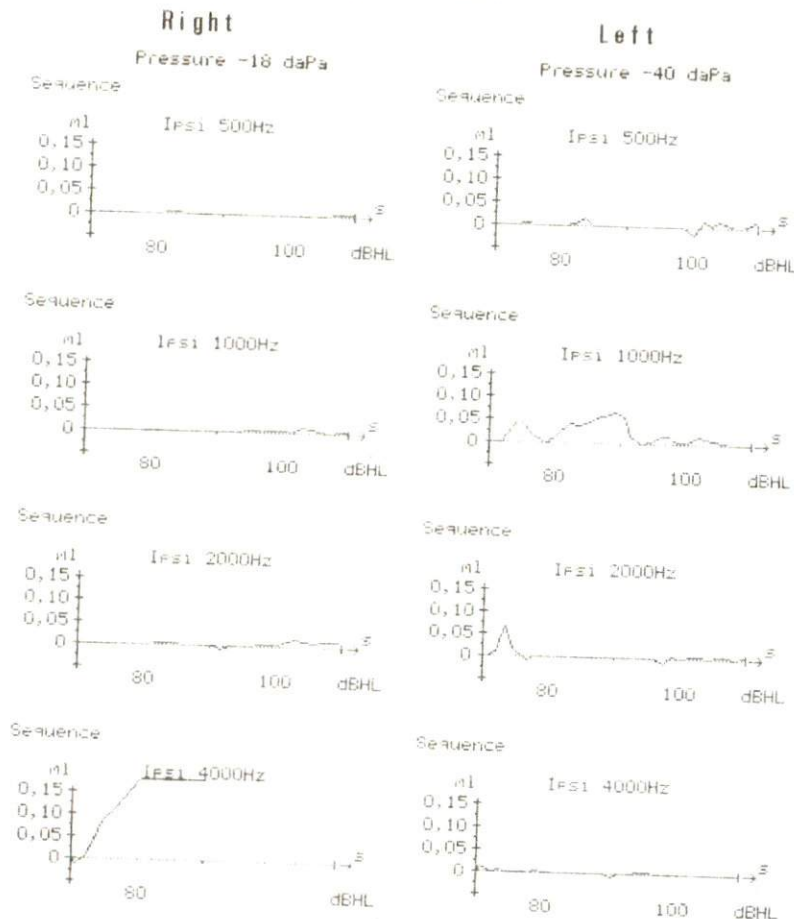 Right
Pressure -18 daPa
Sequence
ml
Ipsi 500Hz
0,15
0,10
0,05
0
s
80
100
dBHL
Sequence
ml
Ipsi 1000Hz
0,15
0,10
0,05
0
s
80
100
dBHL
Sequence
ml
Ipsi 2000Hz
0,15
0,10
0,05
0
s
80
100
dBHL
Sequence
ml
Ipsi 4000Hz
0,15
0,10
0,05
0
s
80
dBHL
Left
Pressure -40 daPa
Sequence
ml
Ipsi 500Hz
0,15
0,10
0,05
0
s
80
100
dBHL
Sequence
ml
Ipsi 1000Hz
0,15
0,10
0,05
0
s
80
100
dBHL
Sequence
ml
Ipsi 2000Hz
0,15
0,10
0,05
0
s
80
100
dBHL
Sequence
ml
Ipsi 4000Hz
0,15
0,10
0,05
0
s
80
100
dBHL